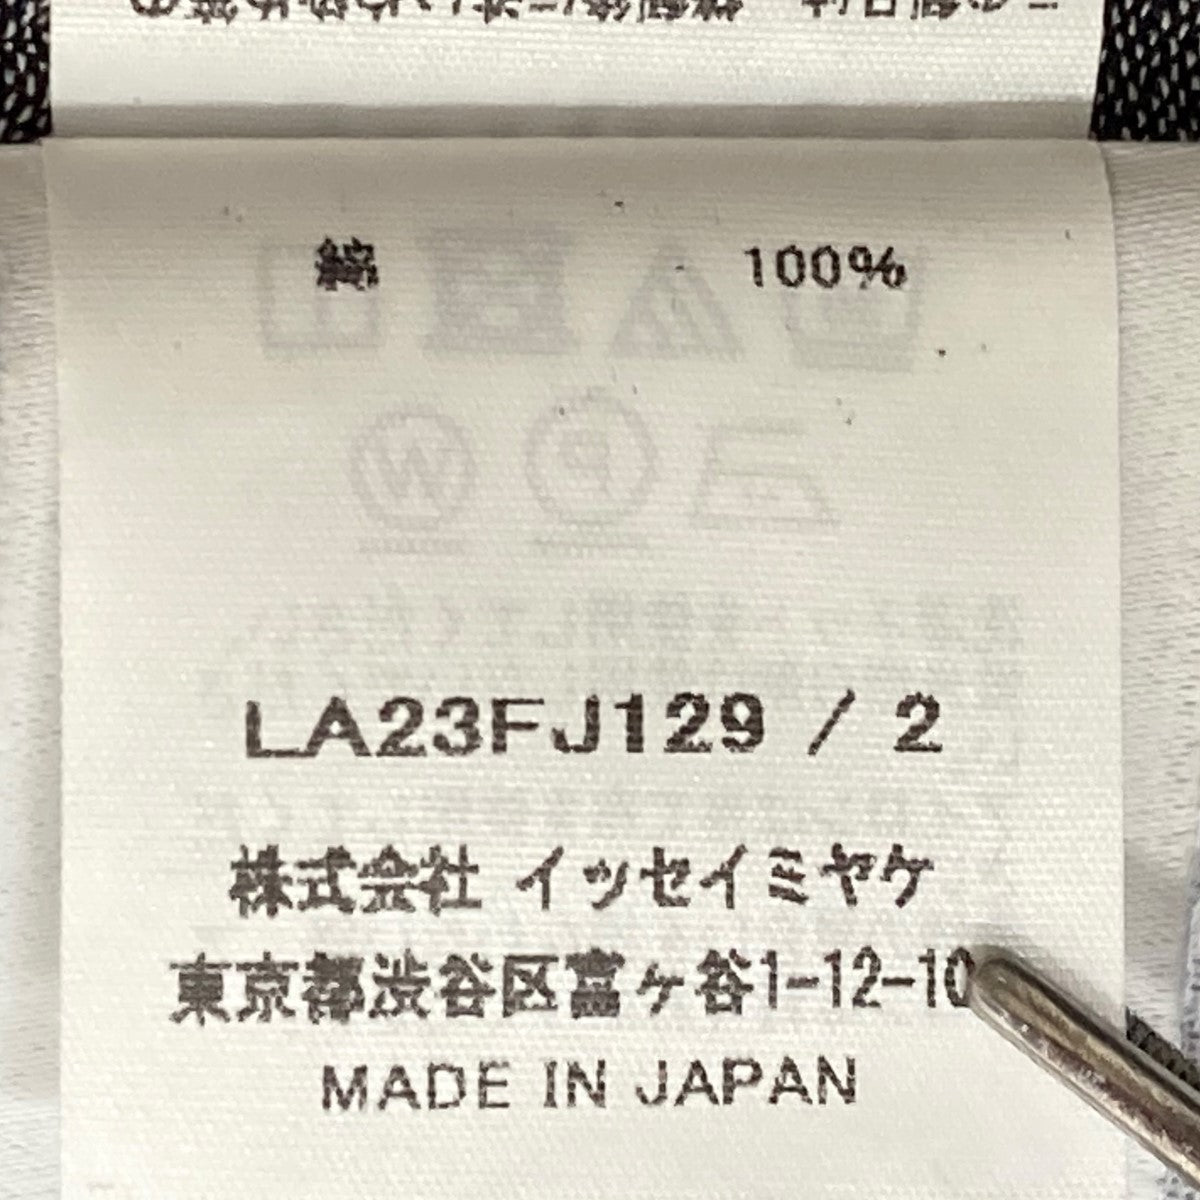 綿 100%
LA23FJ129 / 2
株式会社 イッセイミヤケ
東京都渋谷区富ヶ谷1-12-10
MADE IN JAPAN